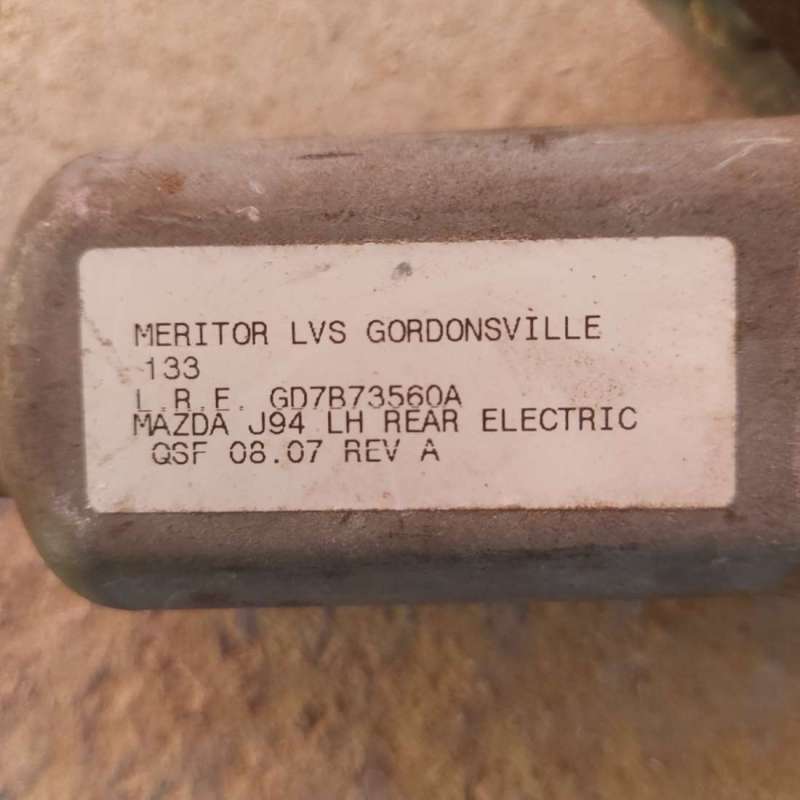 MERITOR LVS GORDONSVILLE
133
L.R.E. GD7B73560A
MAZDA J94 LH REAR ELECTRIC
QSF 08.07 REV A